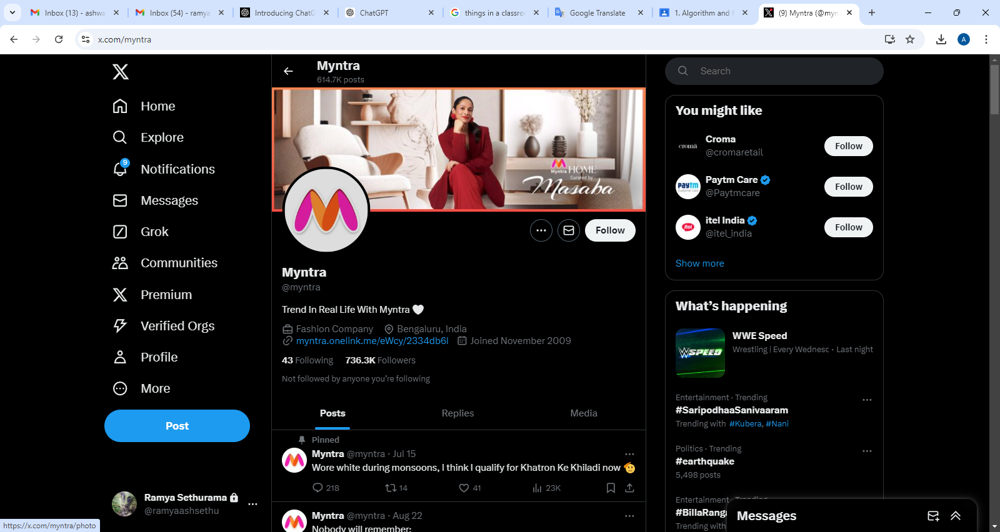 Inbox (13) - ashwa
Inbox (54) - ramya
Introducing ChatG
ChatGPT
things in a classro
Google Translate
1. Algorithm and f
(9) Myntra (@myn
x.com/myntra
A
Home
Explore
9
Notifications
Messages
Grok
Communities
Premium
Verified Orgs
Profile
More
Post
Ramya Sethurama
@ramyaashsethu
https://x.com/myntra/photo
Myntra
614.7K posts
Myntra HOME
Curated by
Masaba
Follow
Myntra
@myntra
Trend In Real Life With Myntra 🤍
Fashion Company Bengaluru, India
myntra.onelink.me/eWcy/2334db6l Joined November 2009
43 Following 736.3K Followers
Not followed by anyone you’re following
Posts Replies Media
Pinned
Myntra @myntra · Jul 15
Wore white during monsoons, I think I qualify for Khatron Ke Khiladi now 🫡
218 14 41 23K
Myntra @myntra · Aug 22
Nobody will remember:
Search
You might like
croma
Croma
@cromaretail
Follow
paytm
Customer Care
Paytm Care
@Paytmcare
Follow
itel
itel India
@itel_india
Follow
Show more
What’s happening
SPEED
WWE Speed
Wrestling | Every Wednesc · Last night
Entertainment · Trending
#SaripodhaaSanivaaram
Trending with #Kubera, #Nani
Politics · Trending
#earthquake
5,498 posts
Entertainment · Trending
#BillaRanga
Trending with
Messages